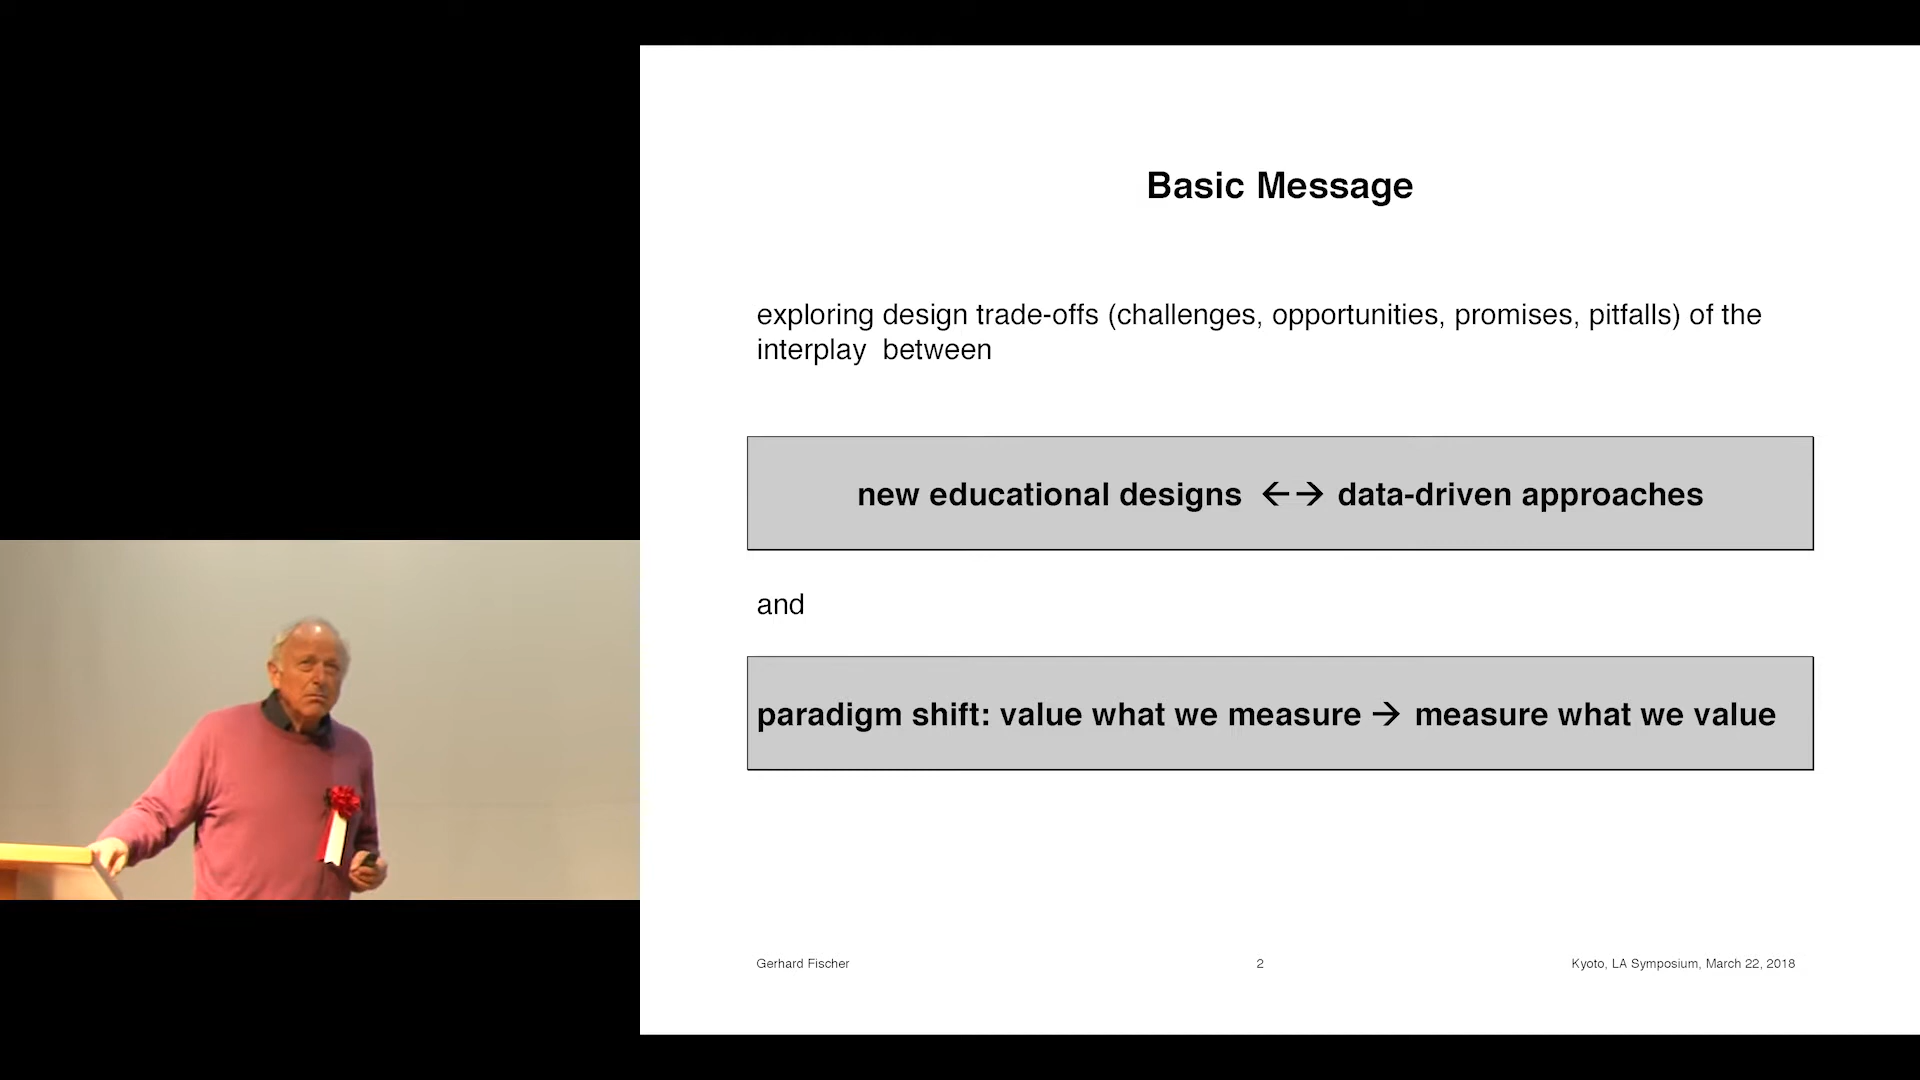 Basic Message
exploring design trade-offs (challenges, opportunities, promises, pitfalls) of the
interplay  between
new educational designs ←→ data-driven approaches
and
paradigm shift: value what we measure → measure what we value
Gerhard Fischer
2
Kyoto, LA Symposium, March 22, 2018